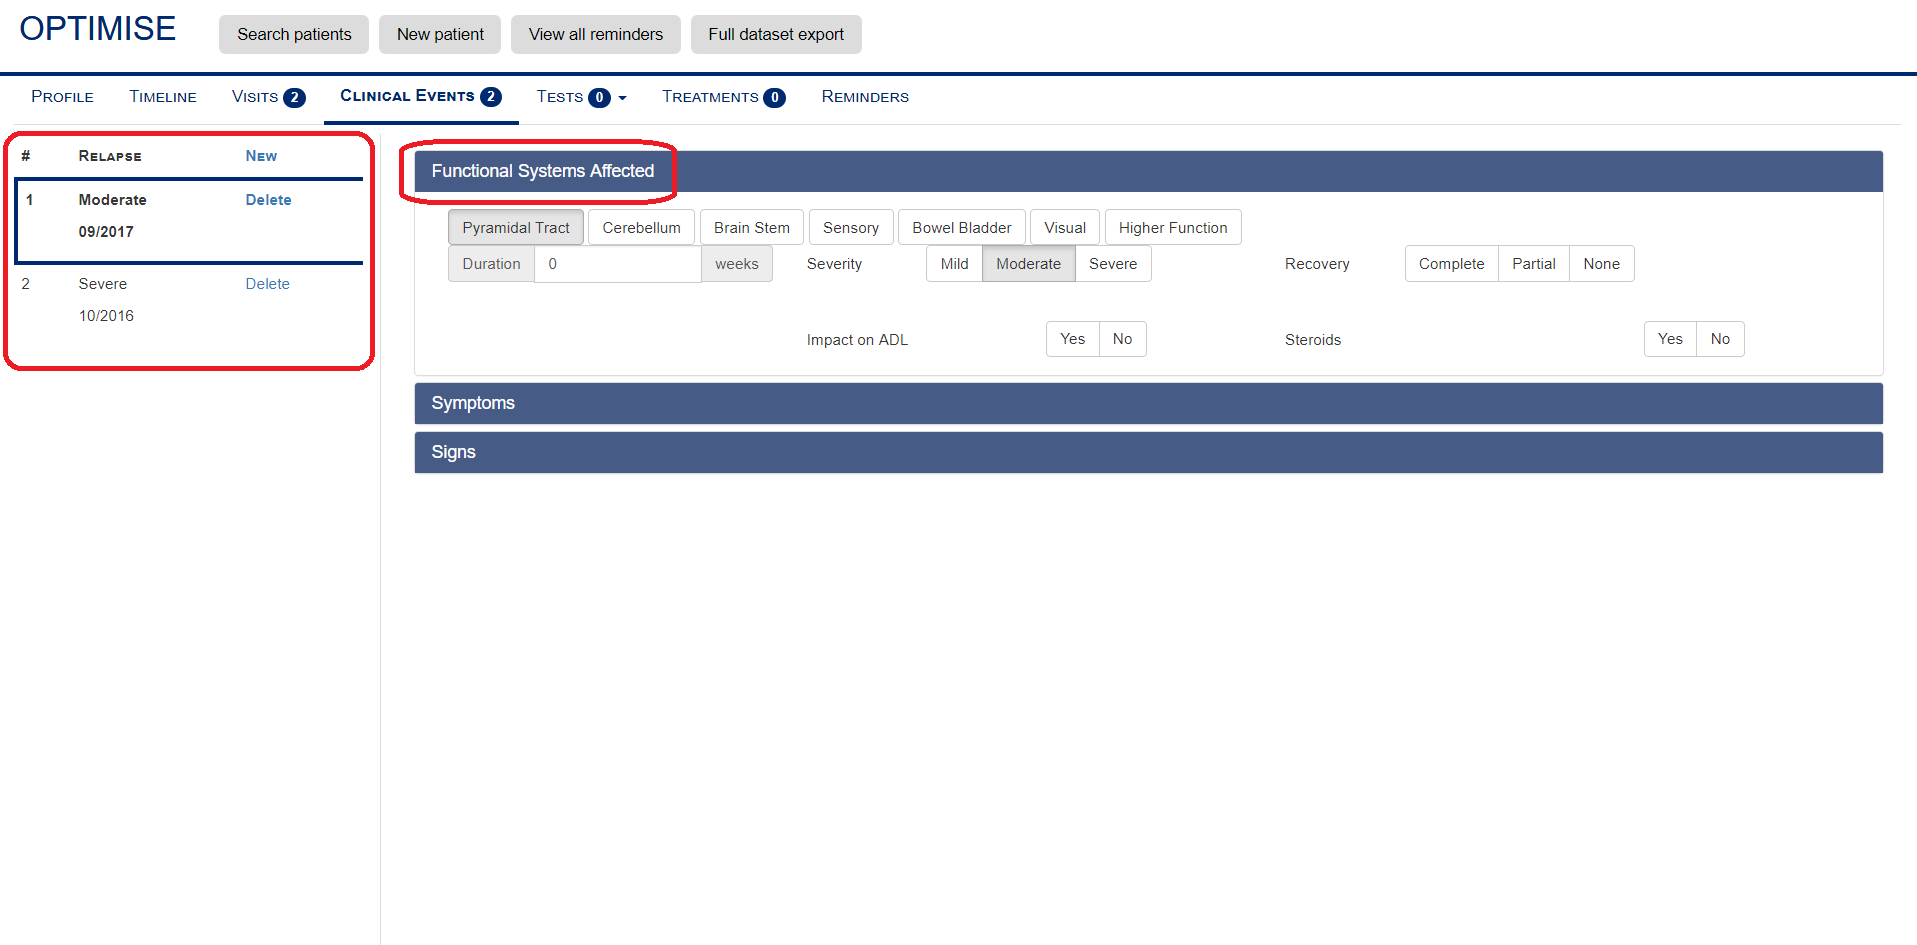 OPTIMISE Search patients New patient View all reminders Full dataset export
PROFILE TIMELINE VISITS 2 CLINICAL EVENTS 2 TESTS 0 TREATMENTS 0 REMINDERS
# RELAPSE New
1 Moderate Delete
09/2017
2 Severe Delete
10/2016
Functional Systems Affected
Pyramidal Tract Cerebellum Brain Stem Sensory Bowel Bladder Visual Higher Function
Duration 0 weeks Severity Mild Moderate Severe Recovery Complete Partial None
Impact on ADL Yes No Steroids Yes No
Symptoms
Signs